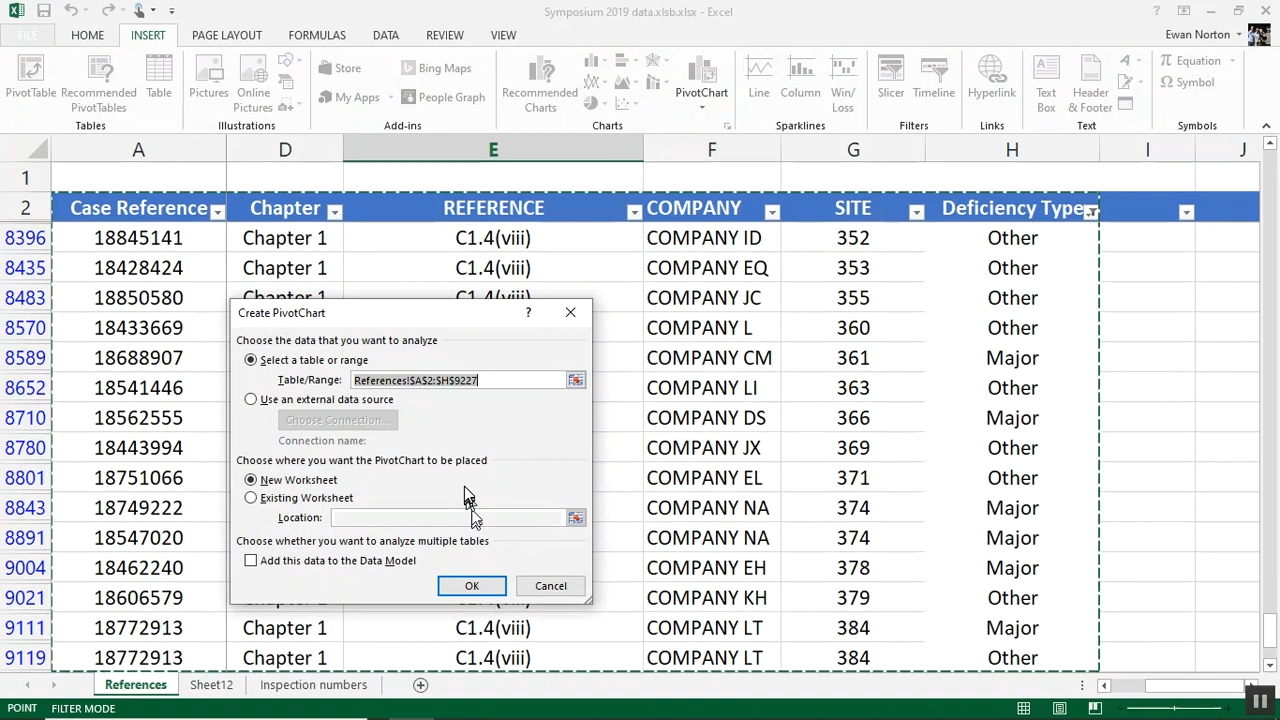 Symposium 2019 data.xlsb.xlsx - Excel
?
FILE HOME INSERT PAGE LAYOUT FORMULAS DATA REVIEW VIEW Ewan Norton
PivotTable
Recommended PivotTables
Table
Tables
Pictures
Online Pictures
Illustrations
Store
My Apps
Bing Maps
People Graph
Add-ins
Recommended Charts
PivotChart
Charts
Line
Column
Win/ Loss
Sparklines
Slicer
Timeline
Filters
Hyperlink
Links
Text Box
Header & Footer
Text
Equation
Symbol
Symbols
A D E F G H I J
1
2 Case Reference Chapter REFERENCE COMPANY SITE Deficiency Type
8396 18845141 Chapter 1 C1.4(viii) COMPANY ID 352 Other
8435 18428424 Chapter 1 C1.4(viii) COMPANY EQ 353 Other
8483 18850580 Chapter 1 C1.4(viii) COMPANY JC 355 Other
8570 18433669 COMPANY L 360 Other
8589 18688907 COMPANY CM 361 Major
8652 18541446 COMPANY LI 363 Other
8710 18562555 COMPANY DS 366 Major
8780 18443994 COMPANY JX 369 Other
8801 18751066 COMPANY EL 371 Other
8843 18749222 COMPANY NA 374 Major
8891 18547020 COMPANY NA 374 Other
9004 18462240 COMPANY EH 378 Other
9021 18606579 COMPANY KH 379 Other
9111 18772913 Chapter 1 C1.4(viii) COMPANY LT 384 Major
9119 18772913 Chapter 1 C1.4(viii) COMPANY LT 384 Other
Create PivotChart ?
Choose the data that you want to analyze
Select a table or range
Table/Range: References!$A$2:$H$9227
Use an external data source
Choose Connection...
Connection name:
Choose where you want the PivotChart to be placed
New Worksheet
Existing Worksheet
Location:
Choose whether you want to analyze multiple tables
Add this data to the Data Model
OK Cancel
References Sheet12 Inspection numbers
POINT FILTER MODE